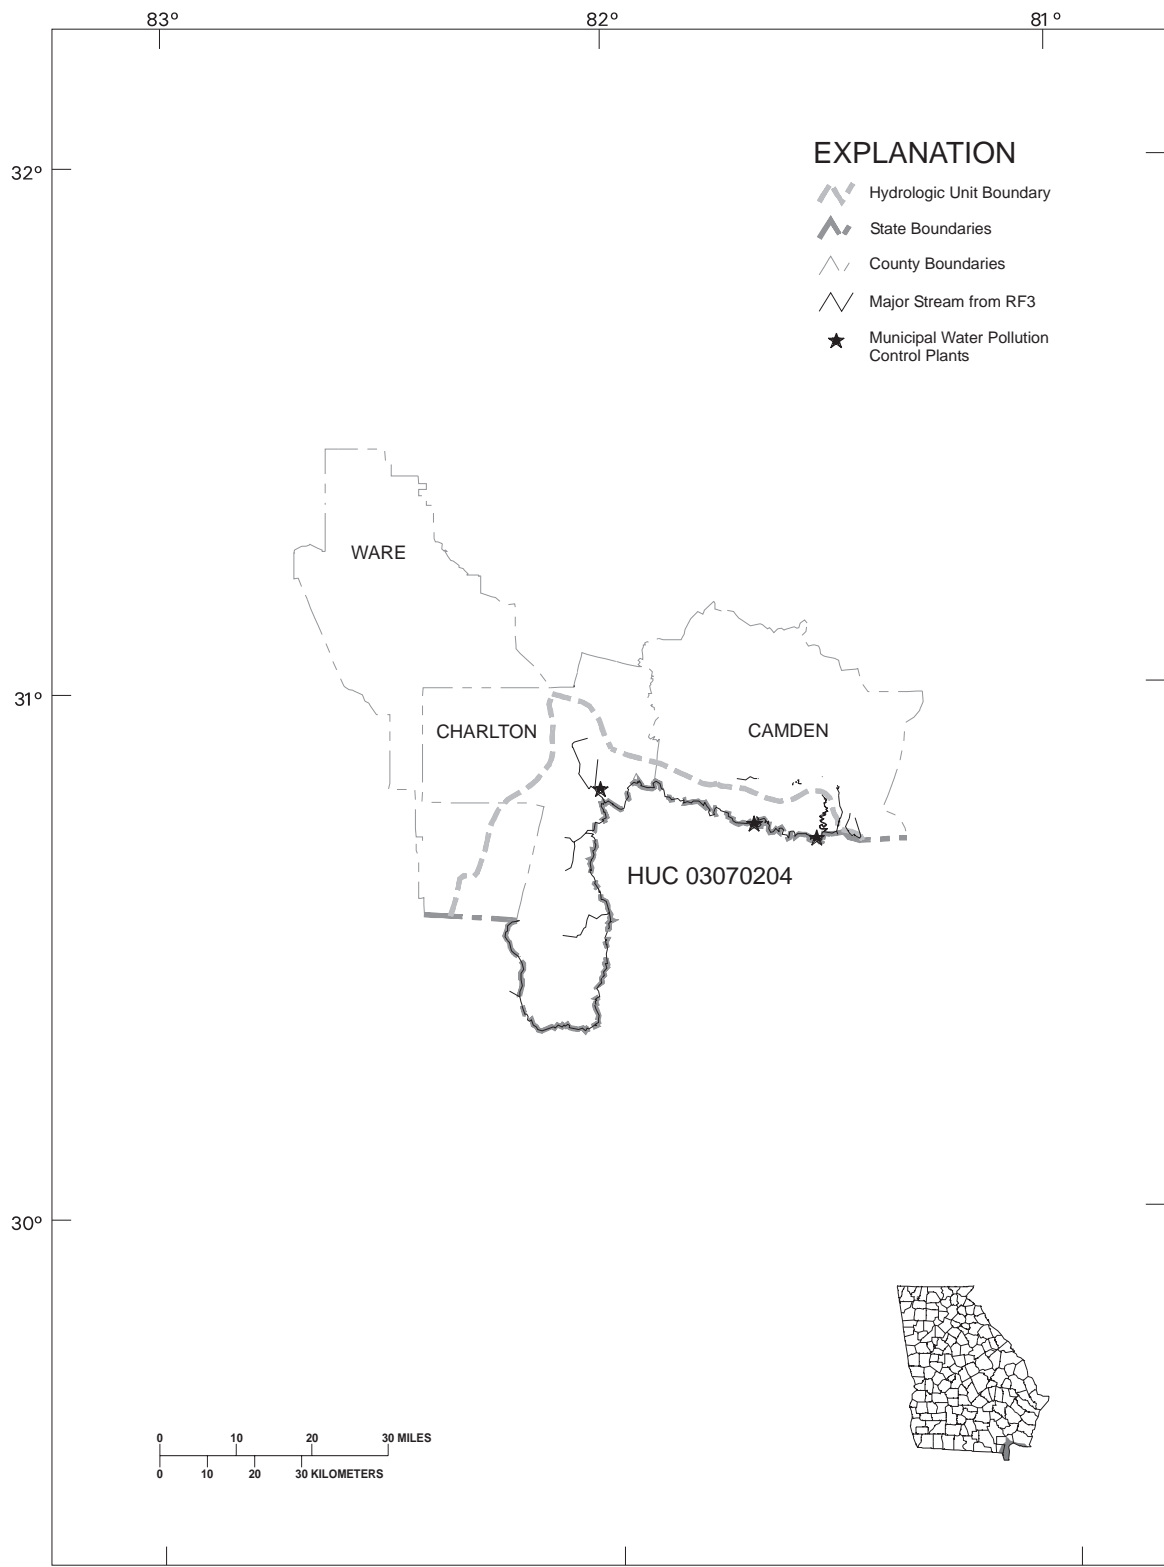 83°
82°
81°
32°
EXPLANATION
Hydrologic Unit Boundary
State Boundaries
County Boundaries
Major Stream from RF3
Municipal Water Pollution
Control Plants
WARE
31°
CHARLTON
CAMDEN
HUC 03070204
30°
0 10 20 30 MILES
0 10 20 30 KILOMETERS